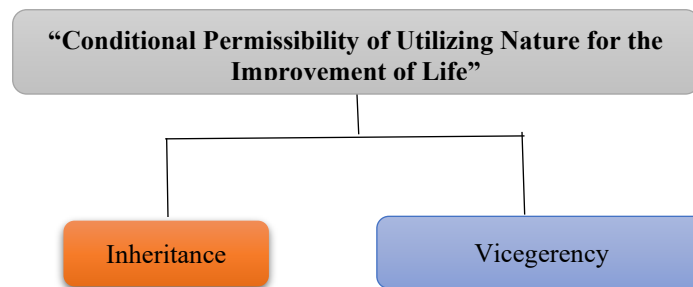 “Conditional Permissibility of Utilizing Nature for the
Improvement of Life”
Inheritance
Vicegerency